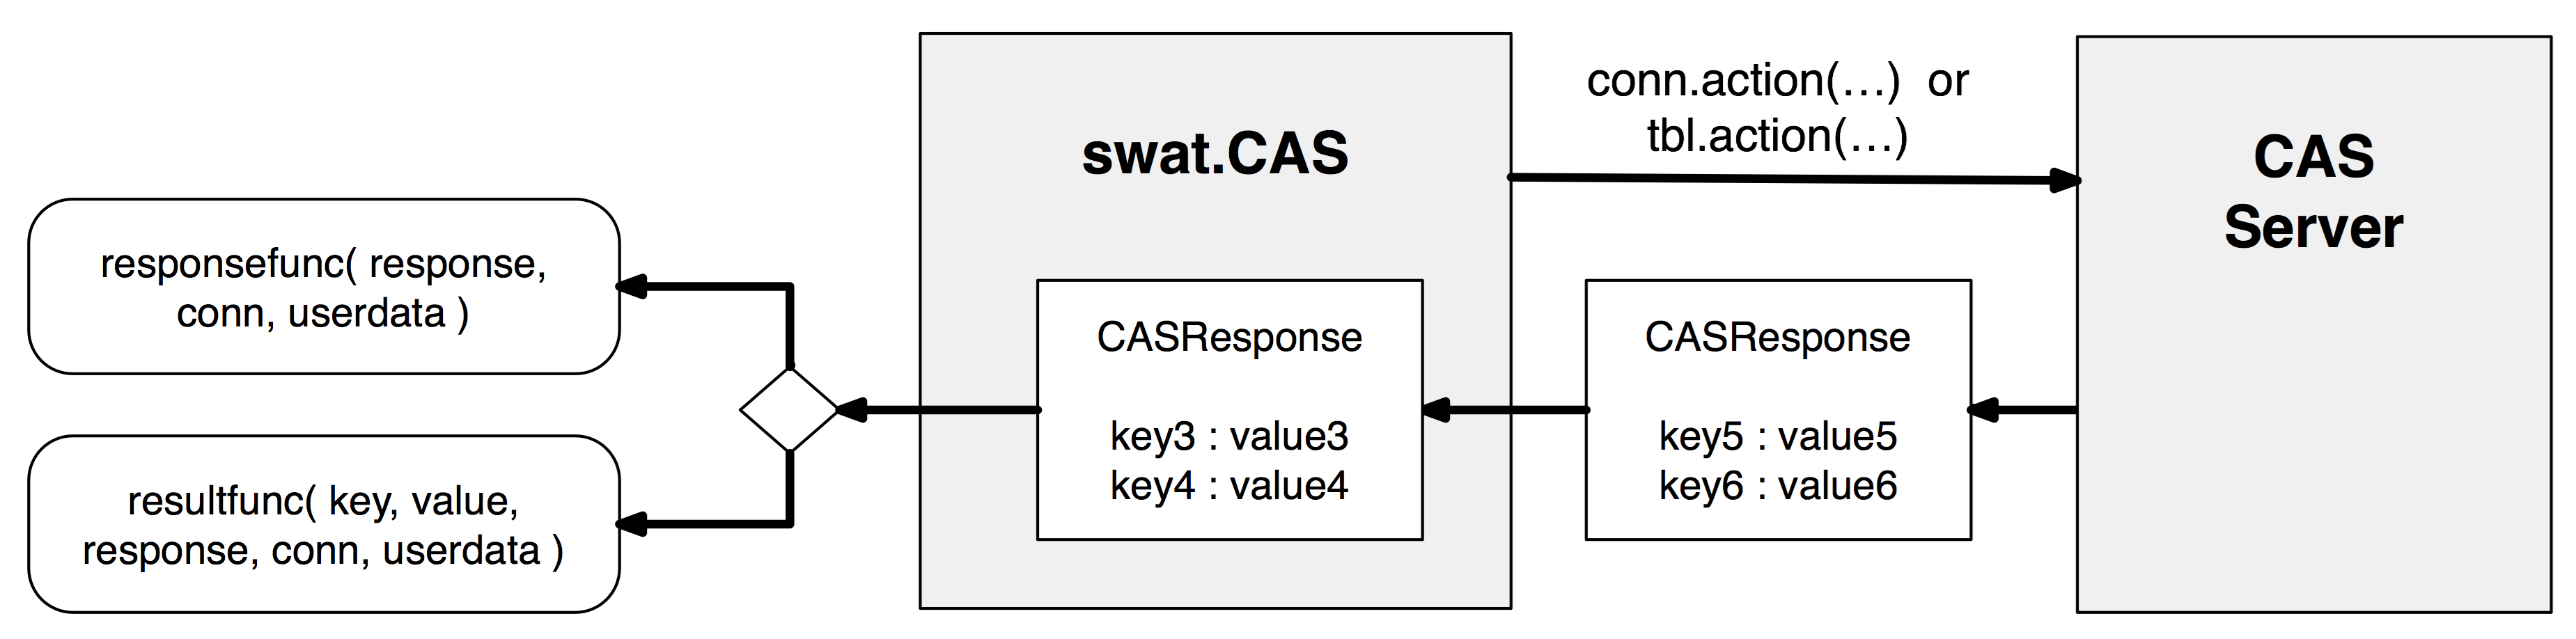 responsefunc( response,
conn, userdata )
resultfunc( key, value,
response, conn, userdata )
swat.CAS
CASResponse
key3 : value3
key4 : value4
conn.action(…)  or
tbl.action(…)
CASResponse
key5 : value5
key6 : value6
CAS
Server